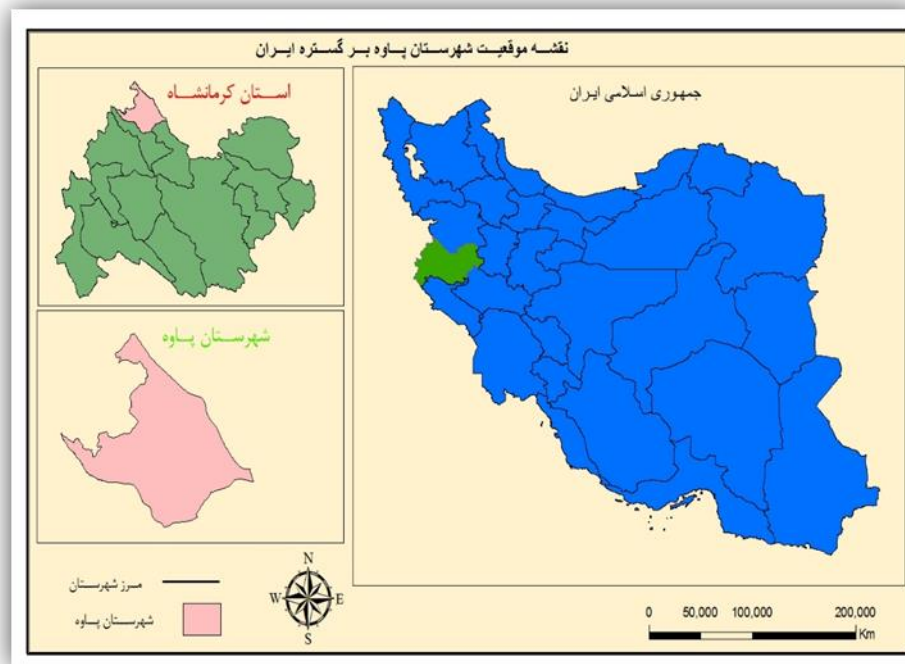 نقشه موقعیت شهرستان پاوه بر گستره ایران
جمهوری اسلامی ایران
استان کرمانشاه
شهرستان پاوه
مرز شهرستان
شهرستان پاوه
N
W E
S
0 50,000 100,000 200,000
Km